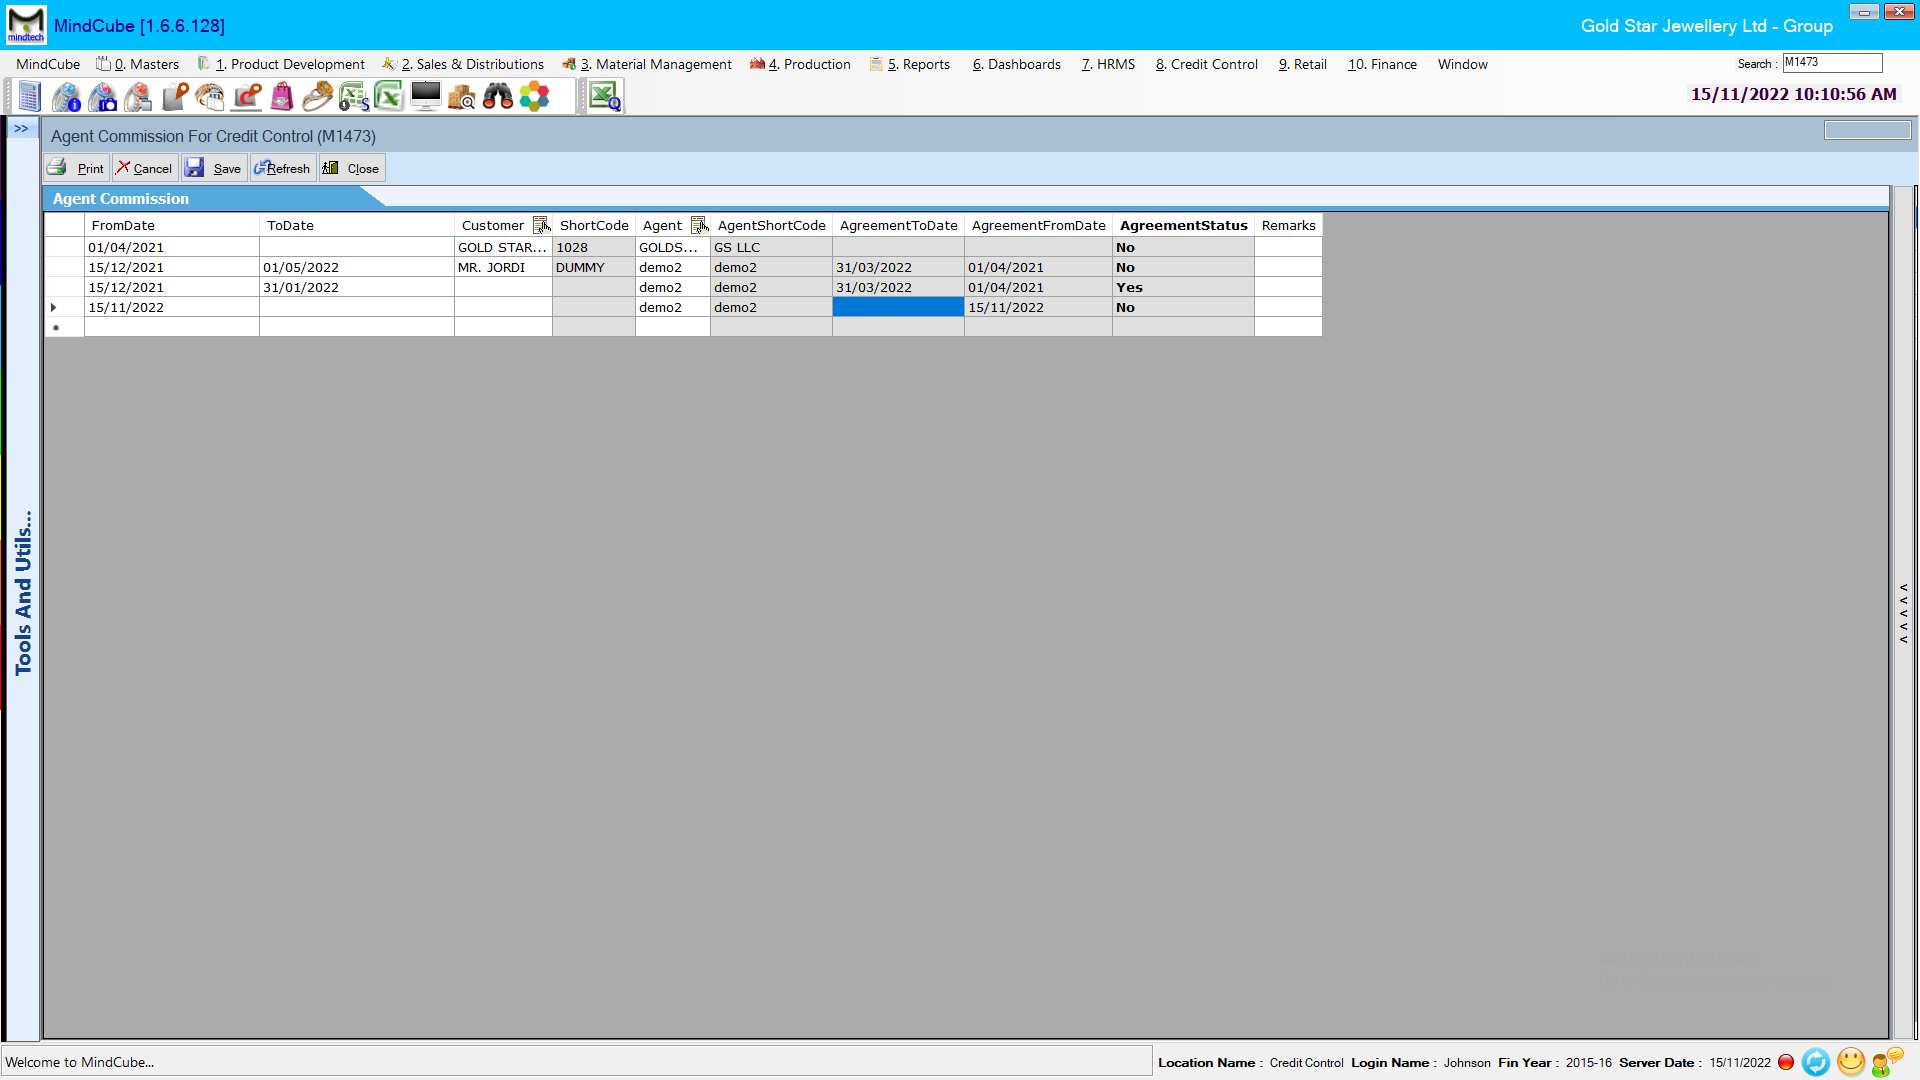 mindtech
MindCube [1.6.6.128]
Gold Star Jewellery Ltd - Group
MindCube 0. Masters 1. Product Development 2. Sales & Distributions 3. Material Management 4. Production 5. Reports 6. Dashboards 7. HRMS 8. Credit Control 9. Retail 10. Finance Window Search : M1473
15/11/2022 10:10:56 AM
>> Agent Commission For Credit Control (M1473)
Print Cancel Save Refresh Close
Agent Commission
FromDate ToDate Customer ShortCode Agent AgentShortCode AgreementToDate AgreementFromDate AgreementStatus Remarks
01/04/2021 GOLD STAR... 1028 GOLDS... GS LLC No
15/12/2021 01/05/2022 MR. JORDI DUMMY demo2 demo2 31/03/2022 01/04/2021 No
15/12/2021 31/01/2022 demo2 demo2 31/03/2022 01/04/2021 Yes
15/11/2022 demo2 demo2 15/11/2022 No
Tools And Utils...
<
<
<
<
<
Welcome to MindCube... Location Name : Credit Control Login Name : Johnson Fin Year : 2015-16 Server Date : 15/11/2022